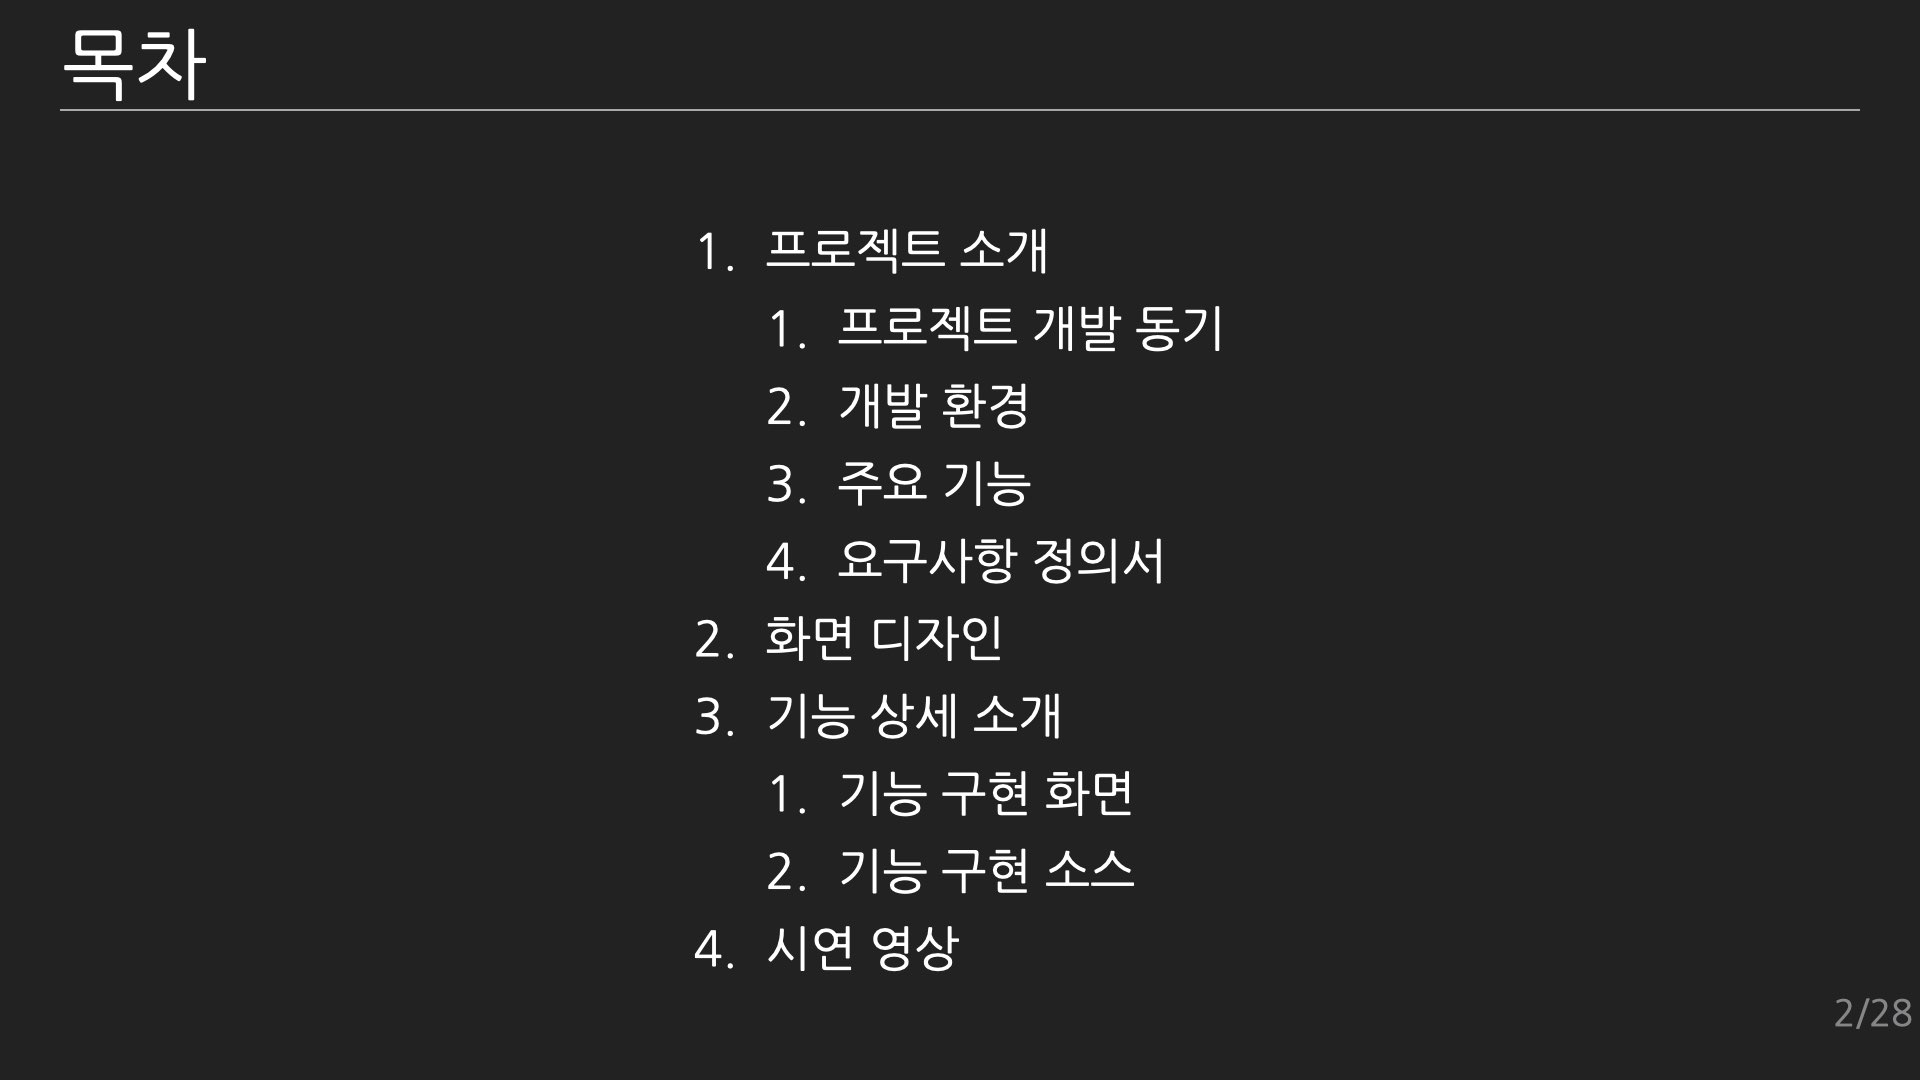 목차
1. 프로젝트 소개
1. 프로젝트 개발 동기
2. 개발 환경
3. 주요 기능
4. 요구사항 정의서
2. 화면 디자인
3. 기능 상세 소개
1. 기능 구현 화면
2. 기능 구현 소스
4. 시연 영상
2/28